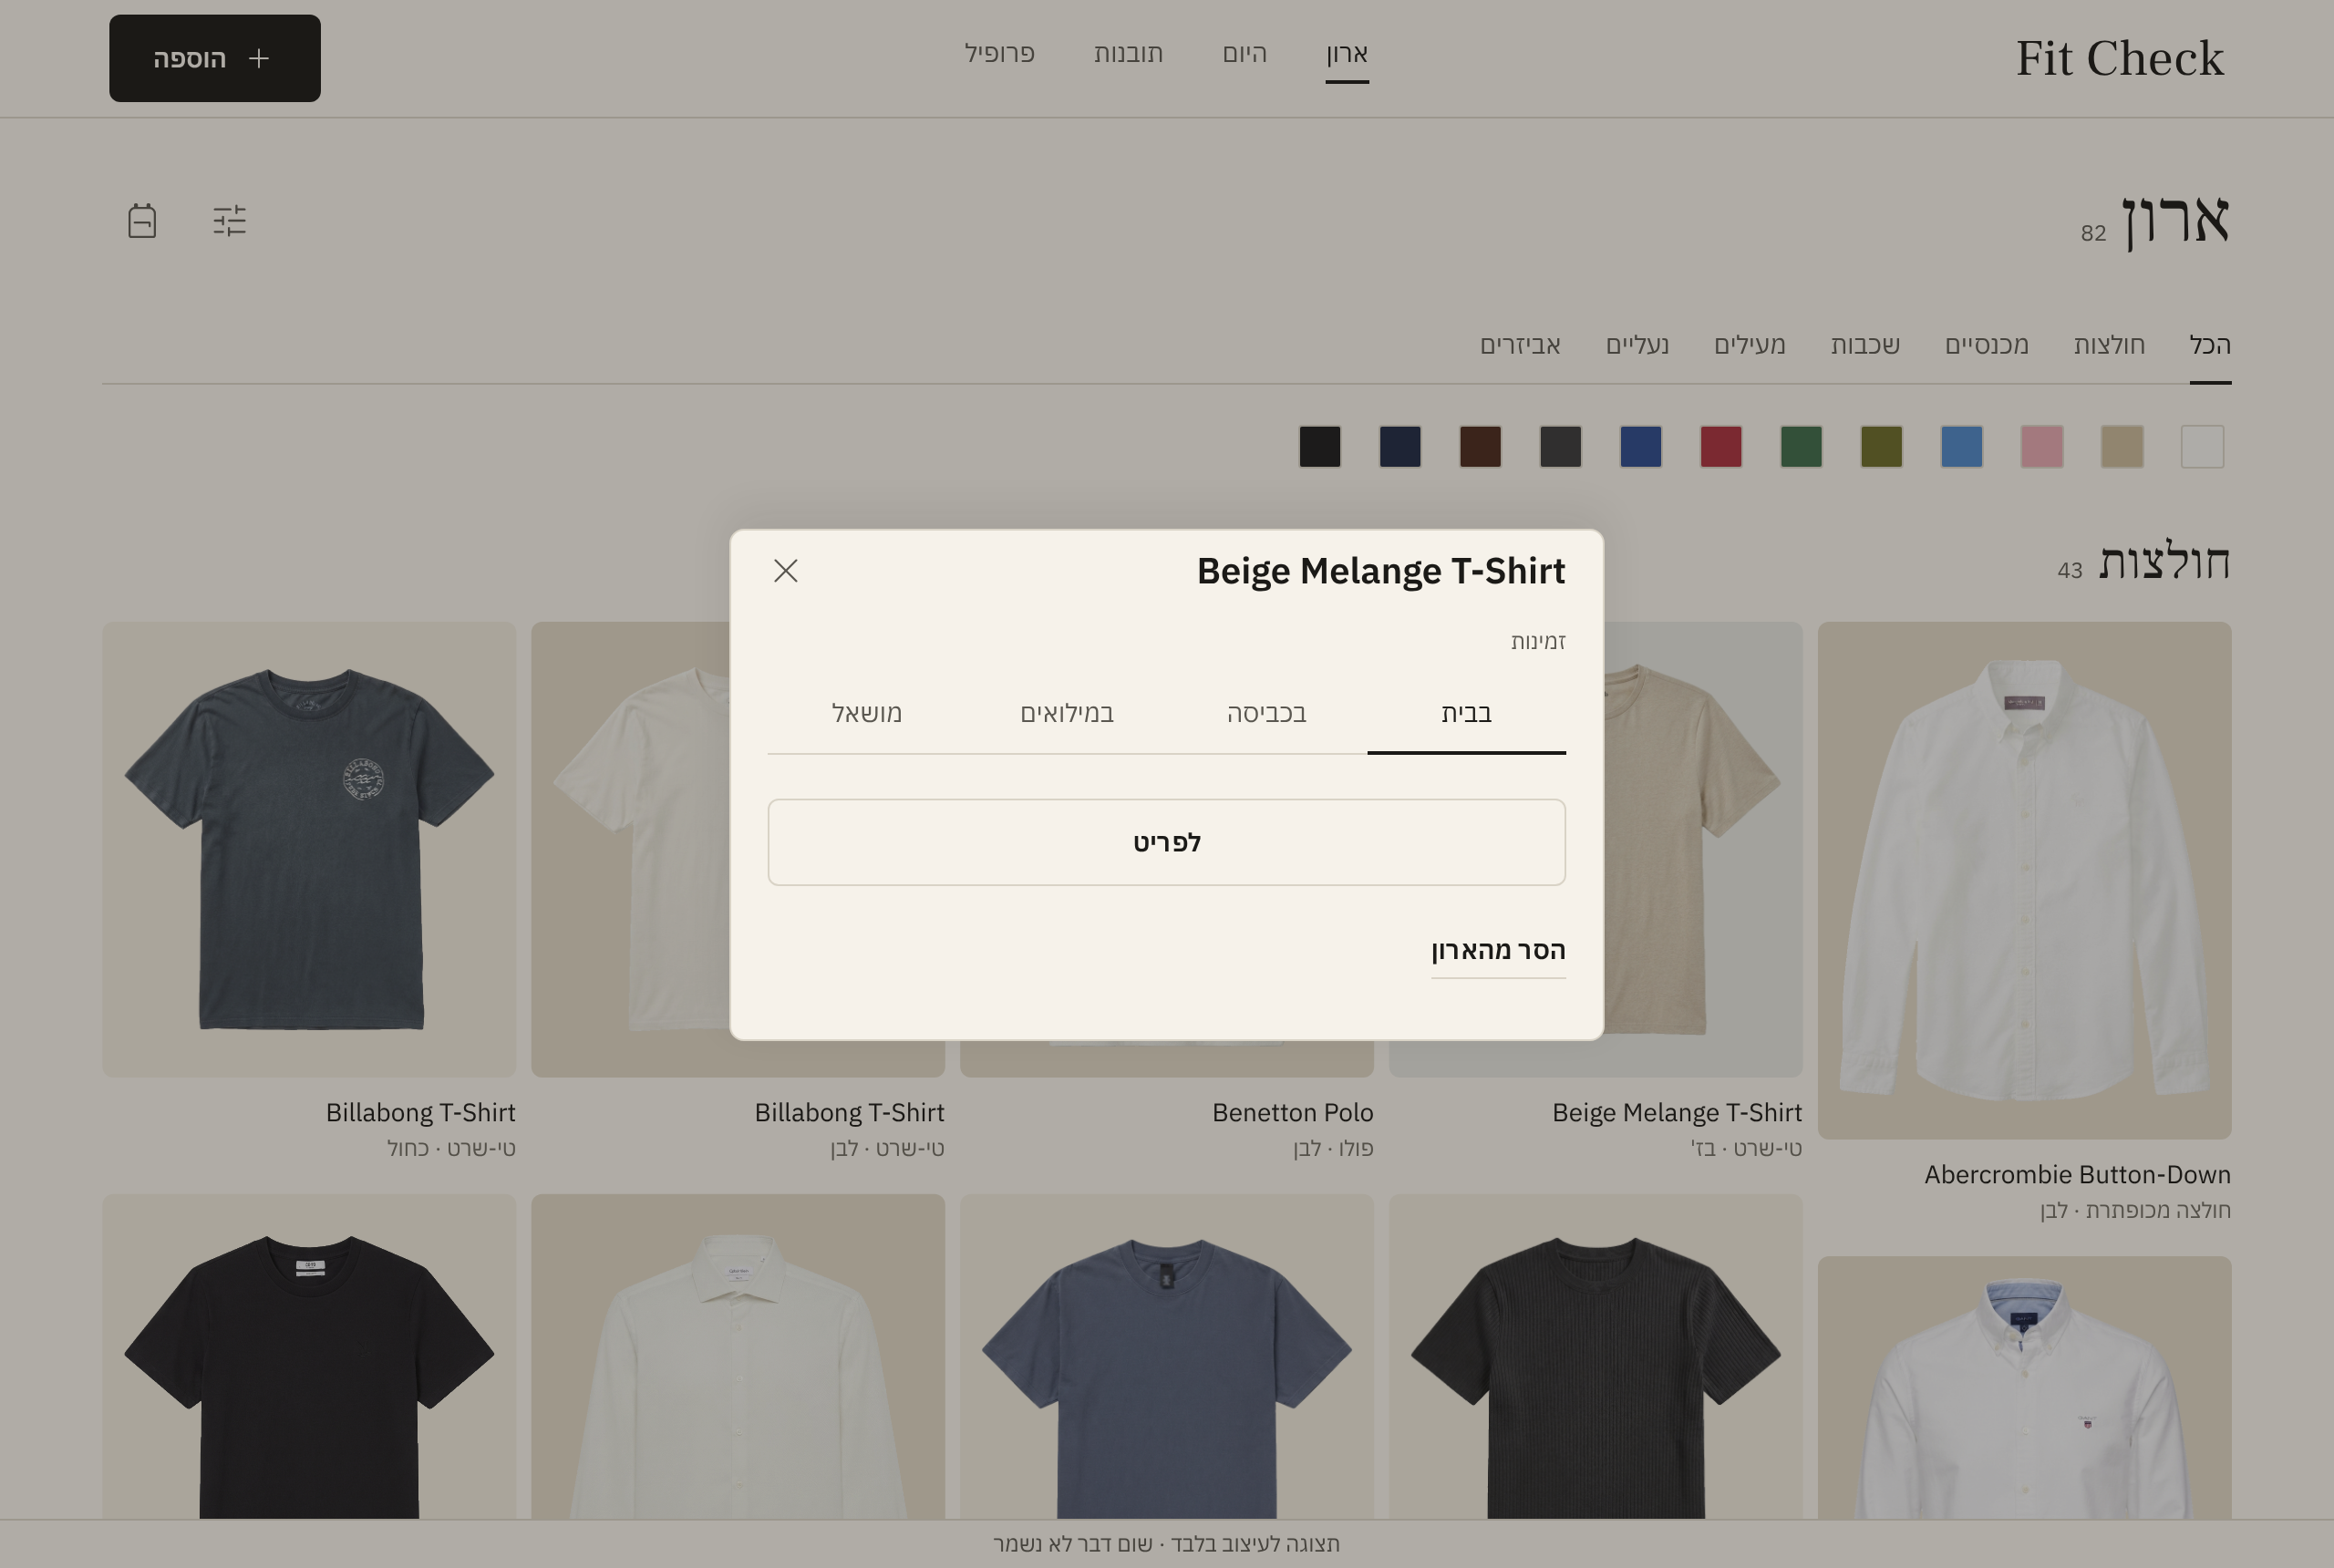 Fit Check
ארון היום תובנות פרופיל
הוספה
ארון 82
הכל חולצות מכנסיים שכבות מעילים נעליים אביזרים
חולצות 43
Beige Melange T-Shirt
זמינות
בבית בכביסה במילואים מושאל
לפריט
הסר מהארון
Abercrombie Button-Down
חולצה מכופתרת · לבן
Beige Melange T-Shirt
טי-שרט · בז'
Benetton Polo
פולו · לבן
Billabong T-Shirt
טי-שרט · לבן
Billabong T-Shirt
טי-שרט · כחול
תצוגה לעיצוב בלבד · שום דבר לא נשמר